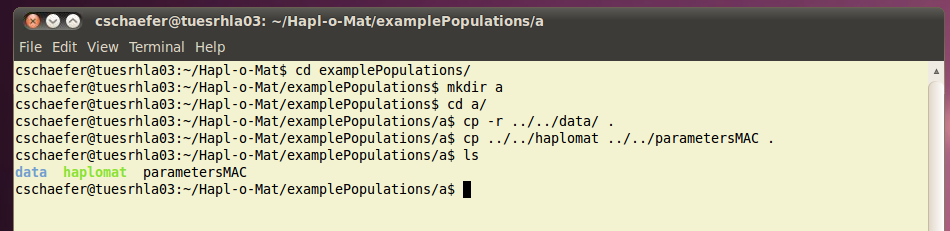 cschaefer@tuesrhla03: ~/Hapl-o-Mat/examplePopulations/a
File Edit View Terminal Help
cschaefer@tuesrhla03:~/Hapl-o-Mat$ cd examplePopulations/
cschaefer@tuesrhla03:~/Hapl-o-Mat/examplePopulations$ mkdir a
cschaefer@tuesrhla03:~/Hapl-o-Mat/examplePopulations$ cd a/
cschaefer@tuesrhla03:~/Hapl-o-Mat/examplePopulations/a$ cp -r ../../data/ .
cschaefer@tuesrhla03:~/Hapl-o-Mat/examplePopulations/a$ cp ../../haplomat ../../parametersMAC .
cschaefer@tuesrhla03:~/Hapl-o-Mat/examplePopulations/a$ ls
data haplomat parametersMAC
cschaefer@tuesrhla03:~/Hapl-o-Mat/examplePopulations/a$